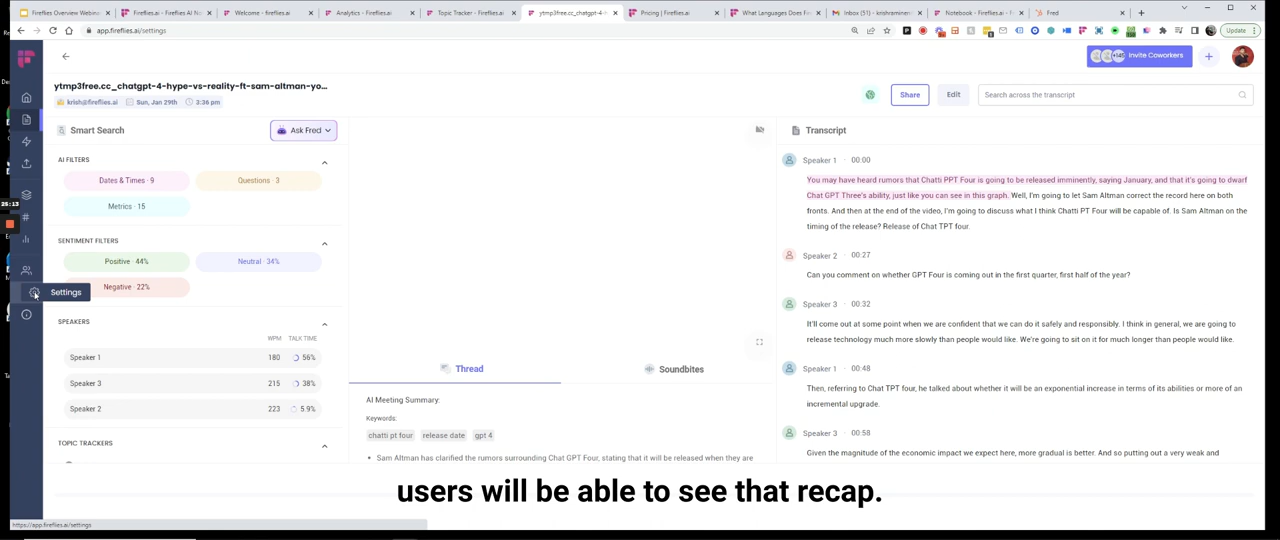 Fireflies Overview Webina
Fireflies.ai - Fireflies AI No
Welcome - fireflies.ai
Analytics - Fireflies.ai
Topic Tracker - Fireflies.ai
ytmp3free.cc_chatgpt-4-h
Pricing | Fireflies.ai
What Languages Does Fire
Inbox (51) - krishramineni
Notebook - Fireflies.ai
Fred
app.fireflies.ai/settings
Update
Invite Coworkers
ytmp3free.cc_chatgpt-4-hype-vs-reality-ft-sam-altman-yo...
krish@fireflies.ai
Sun, Jan 29th
3:36 pm
Share
Edit
Search across the transcript
Smart Search
Ask Fred
AI FILTERS
Dates & Times · 9
Questions · 3
Metrics · 15
SENTIMENT FILTERS
Positive · 44%
Neutral · 34%
Negative · 22%
25:13
Settings
SPEAKERS
WPM TALK TIME
Speaker 1 180 56%
Speaker 3 215 38%
Speaker 2 223 5.9%
TOPIC TRACKERS
Thread
Soundbites
AI Meeting Summary:
Keywords:
chatti pt four
release date
gpt 4
• Sam Altman has clarified the rumors surrounding Chat GPT Four, stating that it will be released when they are
Transcript
Speaker 1 · 00:00
You may have heard rumors that Chatti PPT Four is going to be released imminently, saying January, and that it's going to dwarf
Chat GPT Three's ability, just like you can see in this graph. Well, I'm going to let Sam Altman correct the record here on both
fronts. And then at the end of the video, I'm going to discuss what I think Chatti PT Four will be capable of. Is Sam Altman on the
timing of the release? Release of Chat TPT four.
Speaker 2 · 00:27
Can you comment on whether GPT Four is coming out in the first quarter, first half of the year?
Speaker 3 · 00:32
It'll come out at some point when we are confident that we can do it safely and responsibly. I think in general, we are going to
release technology much more slowly than people would like. We're going to sit on it for much longer than people would like.
Speaker 1 · 00:48
Then, referring to Chat TPT four, he talked about whether it will be an exponential increase in terms of its abilities or more of an
incremental upgrade.
Speaker 3 · 00:58
Given the magnitude of the economic impact we expect here, more gradual is better. And so putting out a very weak and
users will be able to see that recap.
https://app.fireflies.ai/settings